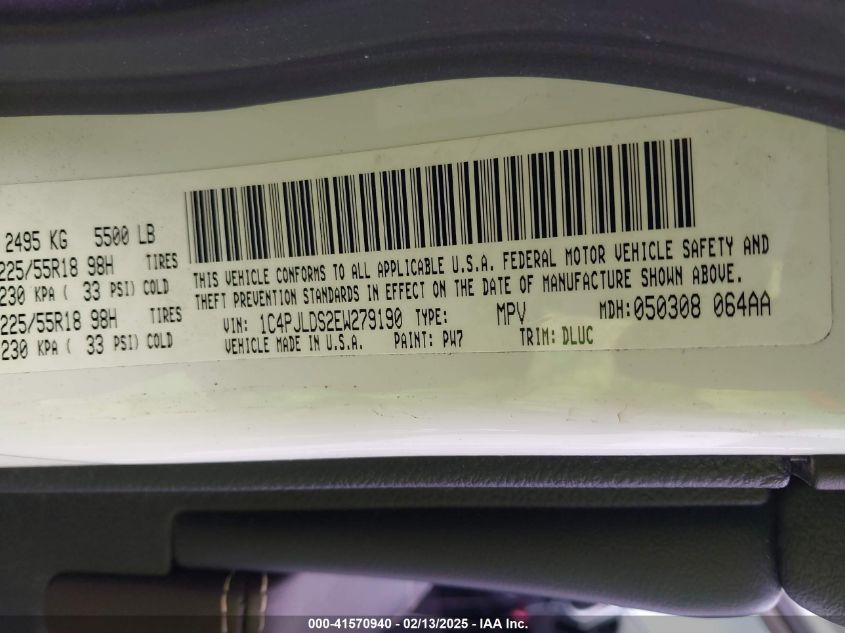 2495 KG 5500 LB
225/55R18 98H TIRES
230 KPA ( 33 PSI) COLD
225/55R18 98H TIRES
230 KPA ( 33 PSI) COLD
THIS VEHICLE CONFORMS TO ALL APPLICABLE U.S.A. FEDERAL MOTOR VEHICLE SAFETY AND
THEFT PREVENTION STANDARDS IN EFFECT ON THE DATE OF MANUFACTURE SHOWN ABOVE.
VIN: 1C4PJLDS2EW279190 TYPE: MPV MDH:050308 064AA
VEHICLE MADE IN U.S.A. PAINT: PW7 TRIM: DLUC
000-41570940 - 02/13/2025 - IAA Inc.